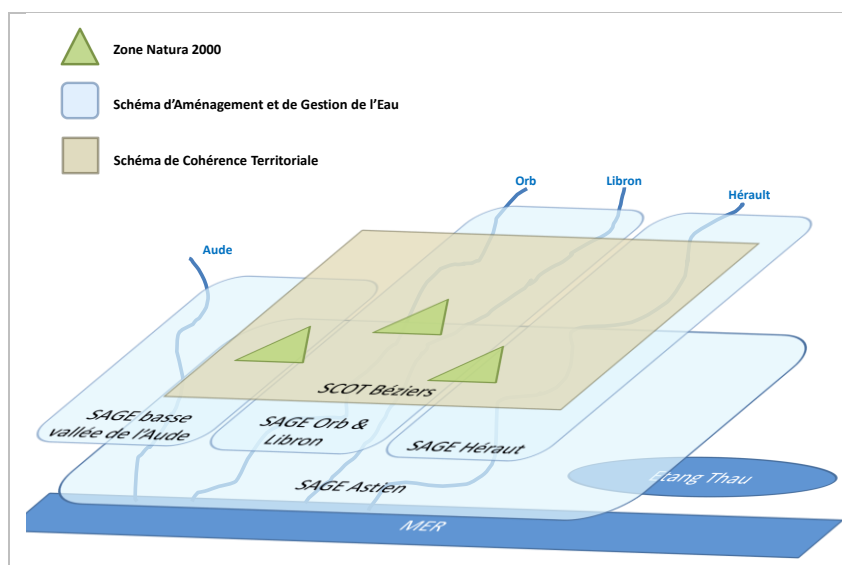 Zone Natura 2000
Schéma d'Aménagement et de Gestion de l'Eau
Schéma de Cohérence Territoriale
Orb
Libron
Hérault
Aude
SCOT Béziers
SAGE basse
vallée de l'Aude
SAGE Orb &
Libron
SAGE Héraut
SAGE Astien
Etang Thau
MER